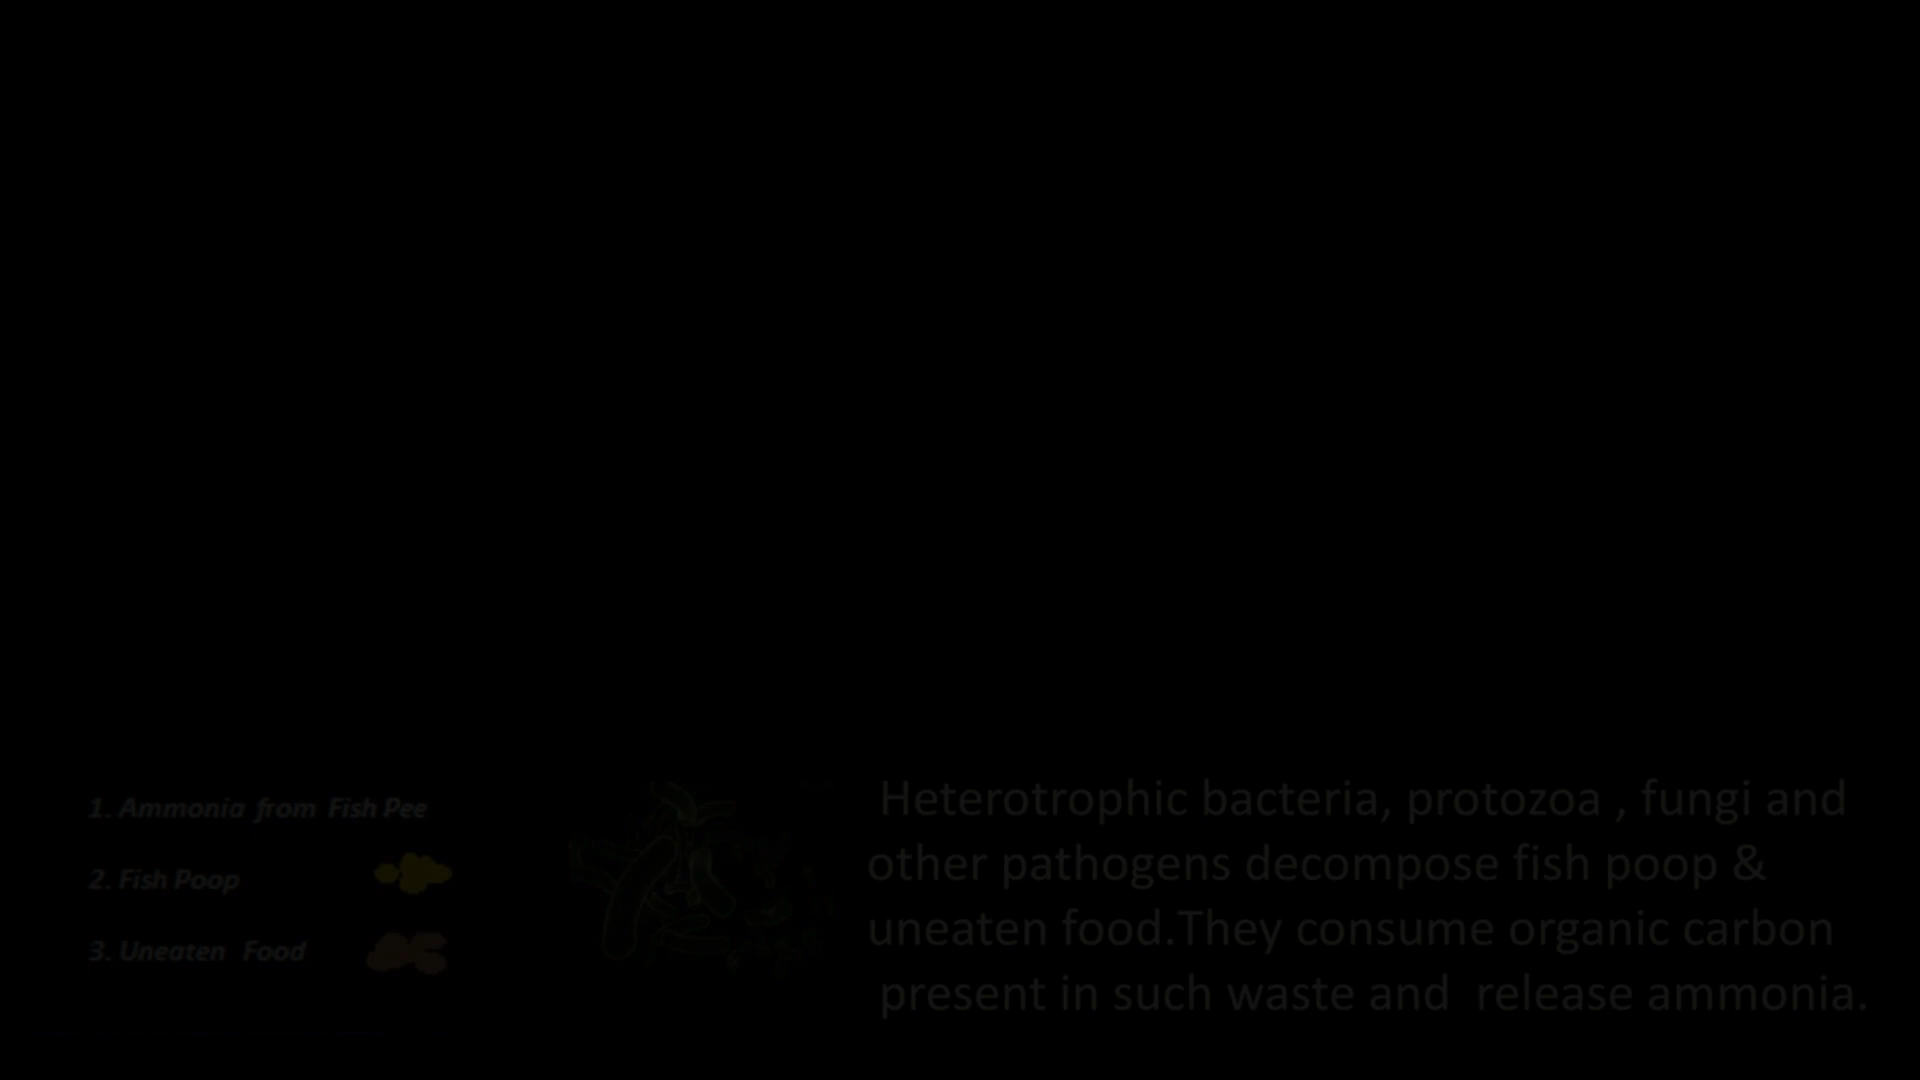 1. Ammonia from Fish Pee
2. Fish Poop
3. Uneaten Food
Heterotrophic bacteria, protozoa , fungi and
other pathogens decompose fish poop &
uneaten food.They consume organic carbon
present in such waste and release ammonia.